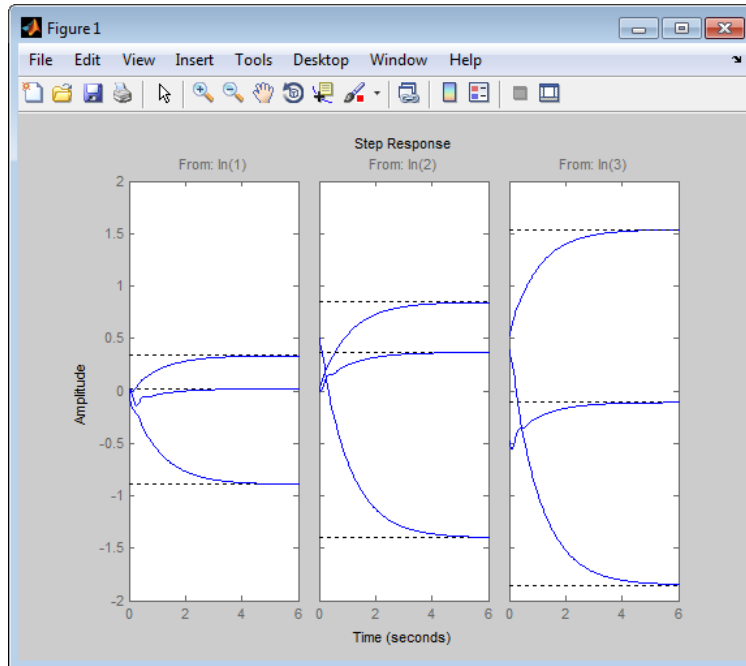 Figure 1
File Edit View Insert Tools Desktop Window Help
Step Response
From: In(1) From: In(2) From: In(3)
2
1.5
1
0.5
0
-0.5
-1
-1.5
-2
Amplitude
0 2 4 6 0 2 4 6 0 2 4 6
Time (seconds)